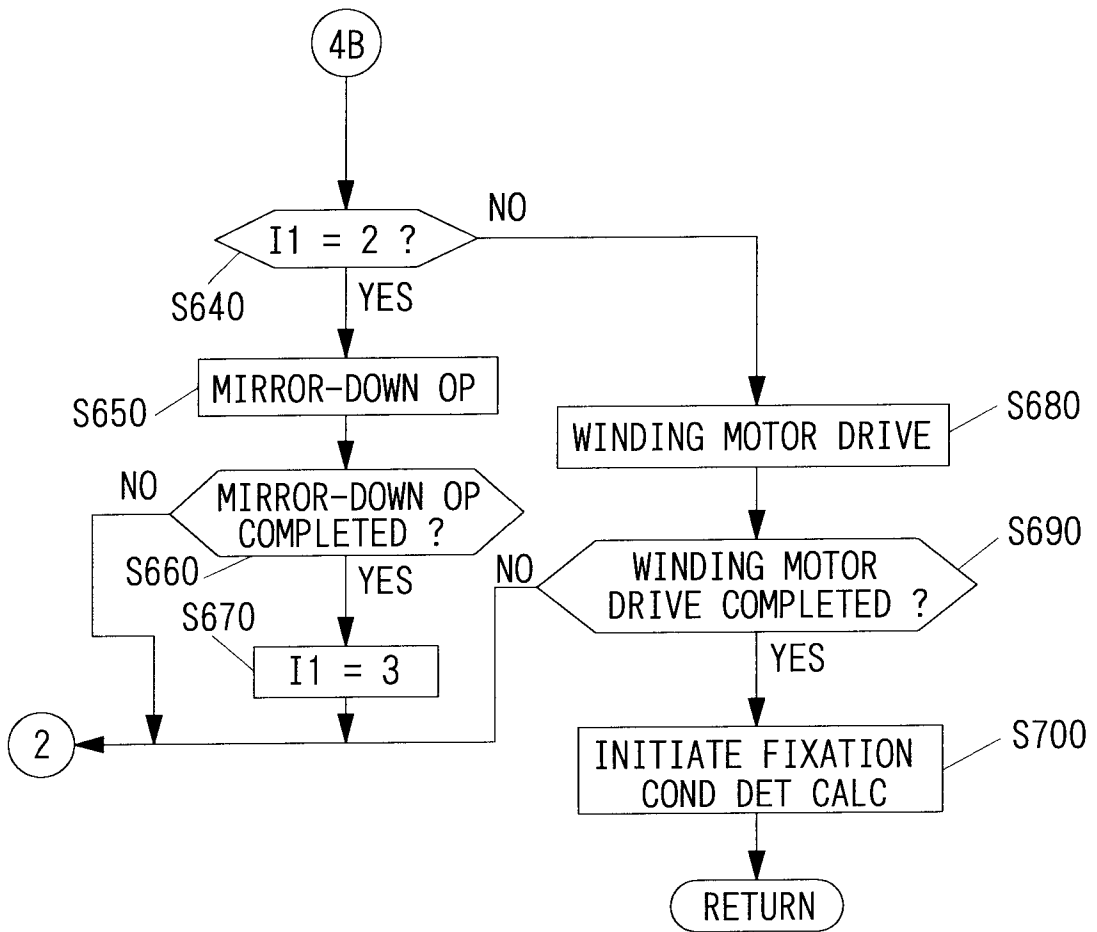 4B
NO
I1 = 2 ?
S640
YES
MIRROR-DOWN OP
S650
S680
WINDING MOTOR DRIVE
NO
MIRROR-DOWN OP
COMPLETED ?
S660
YES
S690
NO
WINDING MOTOR
DRIVE COMPLETED ?
S670
I1 = 3
YES
2
S700
INITIATE FIXATION
COND DET CALC
RETURN